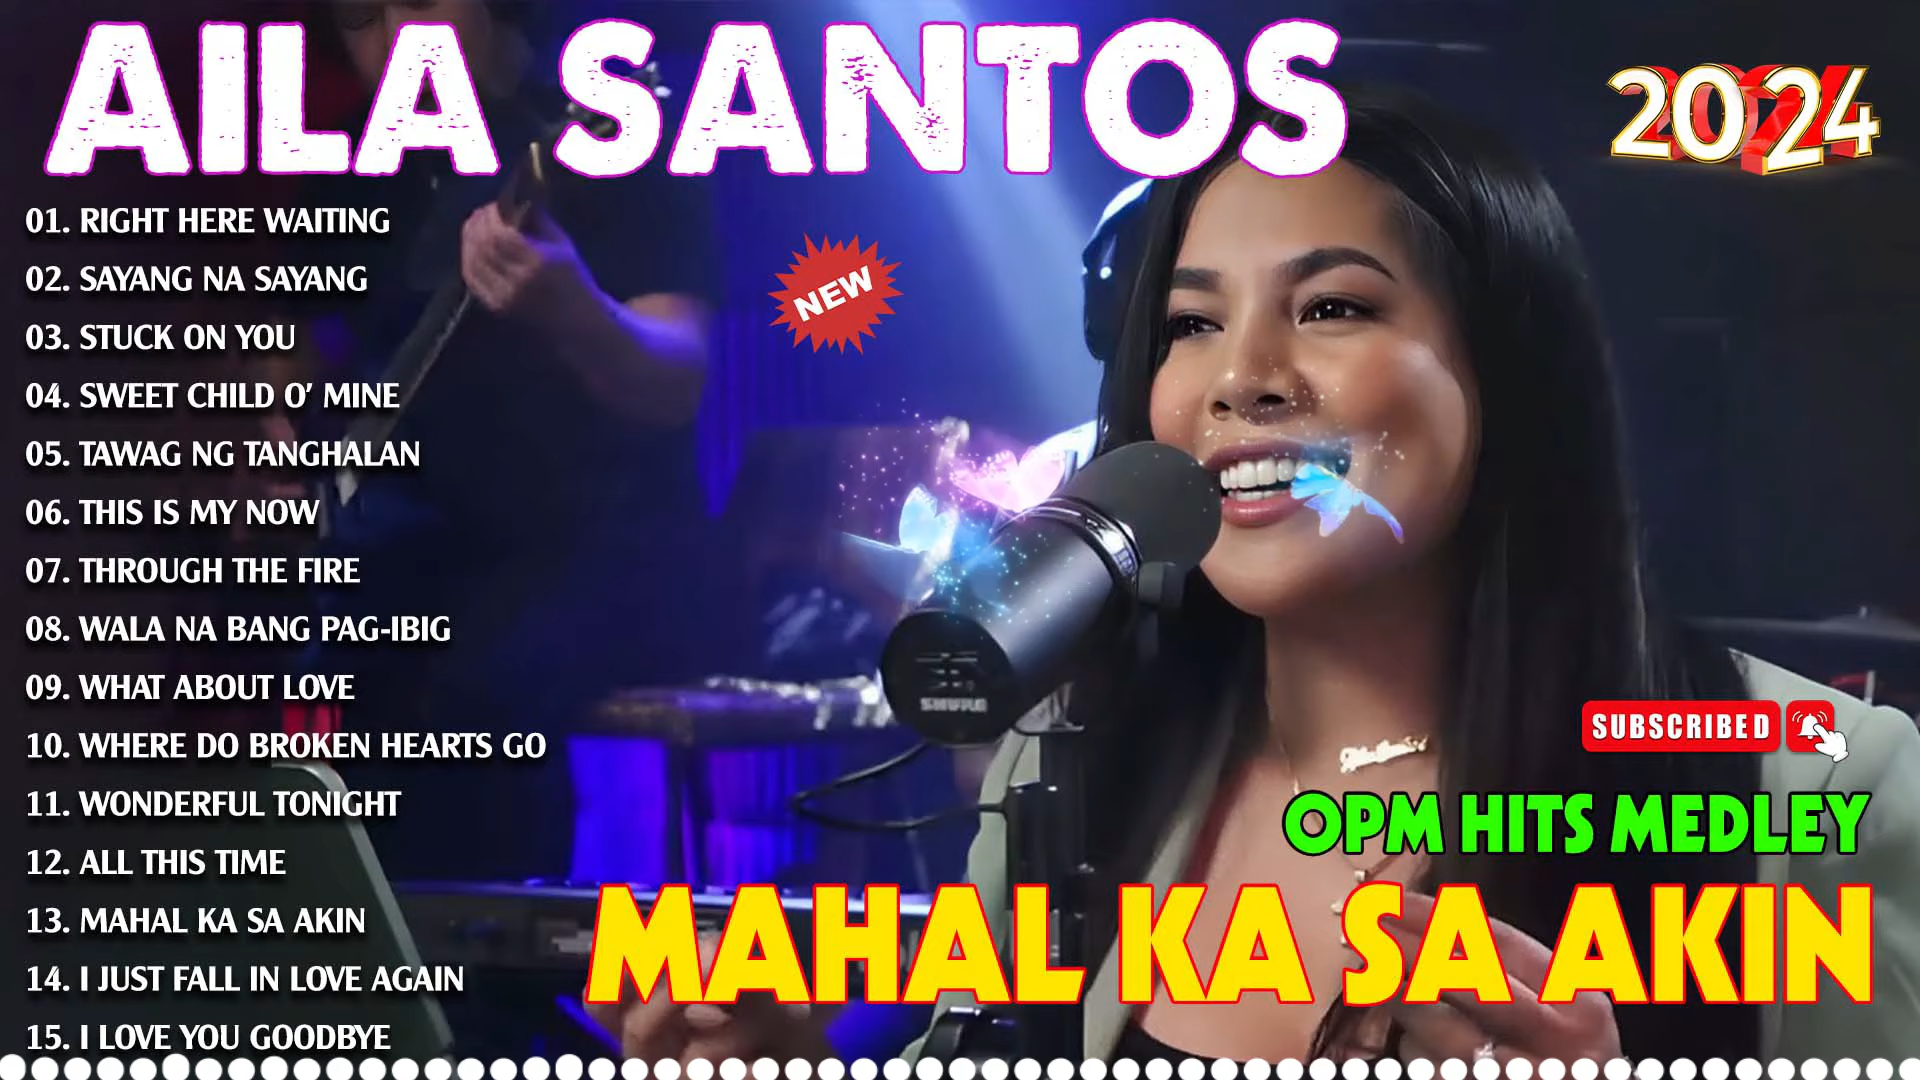 AILA SANTOS
2024
01. RIGHT HERE WAITING
02. SAYANG NA SAYANG
03. STUCK ON YOU
04. SWEET CHILD O’ MINE
05. TAWAG NG TANGHALAN
06. THIS IS MY NOW
07. THROUGH THE FIRE
08. WALA NA BANG PAG-IBIG
09. WHAT ABOUT LOVE
10. WHERE DO BROKEN HEARTS GO
11. WONDERFUL TONIGHT
12. ALL THIS TIME
13. MAHAL KA SA AKIN
14. I JUST FALL IN LOVE AGAIN
15. I LOVE YOU GOODBYE
NEW
SUBSCRIBED
OPM HITS MEDLEY
MAHAL KA SA AKIN